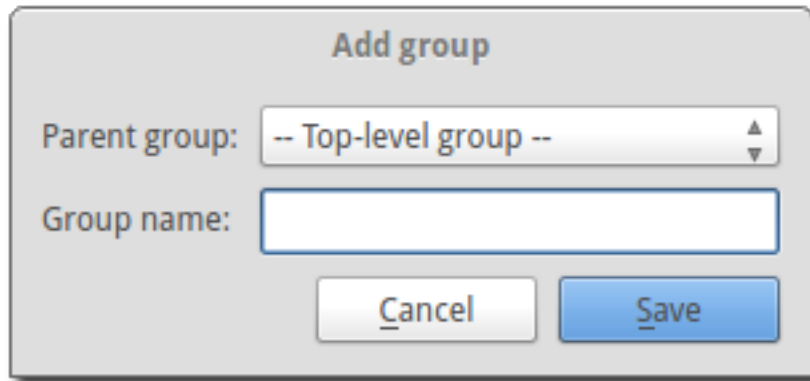 Add group
Parent group: -- Top-level group --
Group name:
Cancel Save